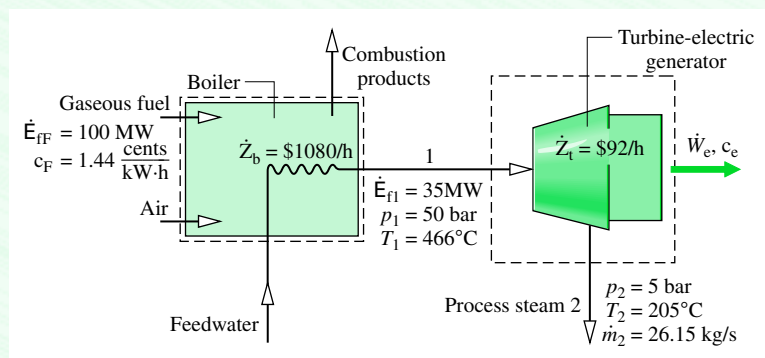 Turbine-electric
generator
Combustion
products
Boiler
Gaseous fuel
Ė_fF = 100 MW
c_F = 1.44 cents/kW·h
Ż_b = $1080/h
Air
Feedwater
1
Ė_f1 = 35MW
p_1 = 50 bar
T_1 = 466°C
Ż_t = $92/h
Ẇ_e, c_e
Process steam 2
p_2 = 5 bar
T_2 = 205°C
ṁ_2 = 26.15 kg/s